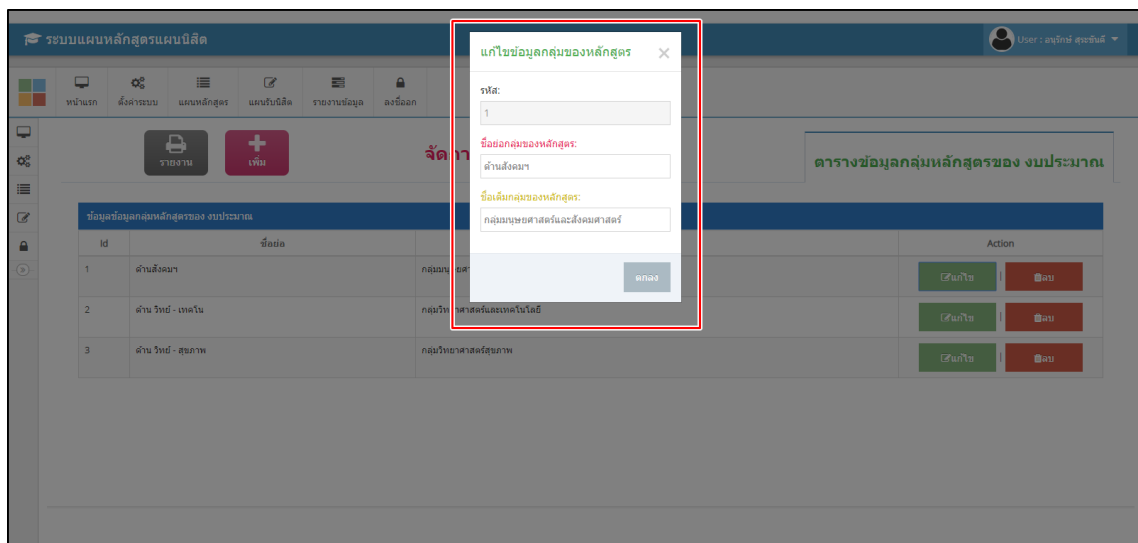 ระบบแผนหลักสูตรแผนนิสิต
User : อนุรักษ์ สุระขันตี
หน้าแรก ตั้งค่าระบบ แผนหลักสูตร แผนรับนิสิต รายงานข้อมูล ลงชื่อออก
รายงาน เพิ่ม
จัดกา
ตารางข้อมูลกลุ่มหลักสูตรของ งบประมาณ
แก้ไขข้อมูลกลุ่มของหลักสูตร ×
รหัส:
1
ชื่อย่อกลุ่มของหลักสูตร:
ด้านสังคมฯ
ชื่อเต็มกลุ่มของหลักสูตร:
กลุ่มมนุษยศาสตร์และสังคมศาสตร์
ตกลง
ข้อมูลข้อมูลกลุ่มหลักสูตรของ งบประมาณ
Id ชื่อย่อ Action
1 ด้านสังคมฯ กลุ่มมนุษยศา แก้ไข | ลบ
2 ด้าน วิทย์ - เทคโน กลุ่มวิทยาศาสตร์และเทคโนโลยี แก้ไข | ลบ
3 ด้าน วิทย์ - สุขภาพ กลุ่มวิทยาศาสตร์สุขภาพ แก้ไข | ลบ